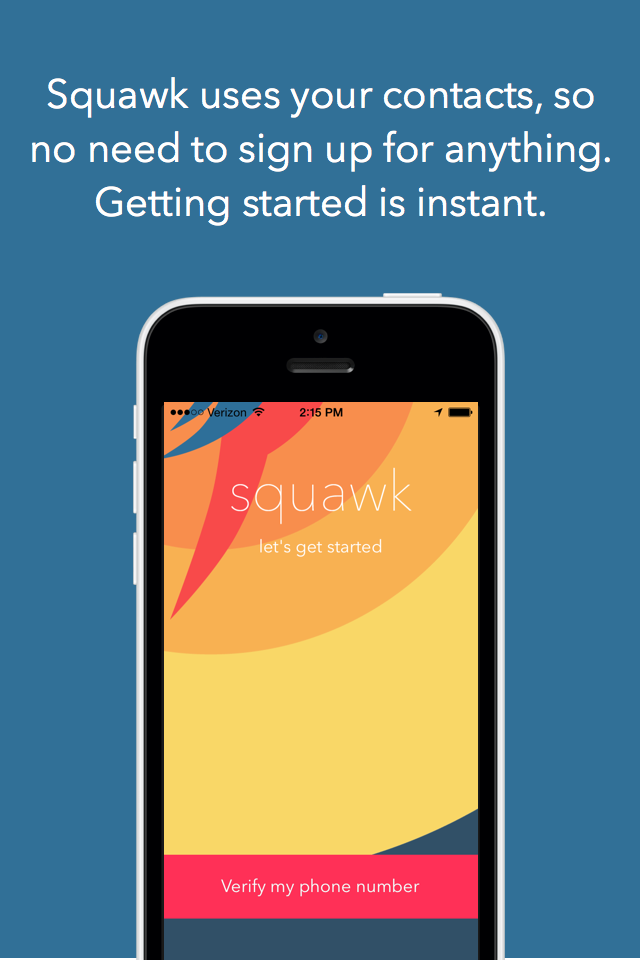 Squawk uses your contacts, so
no need to sign up for anything.
Getting started is instant.
Verizon 2:15 PM
squawk
let's get started
Verify my phone number